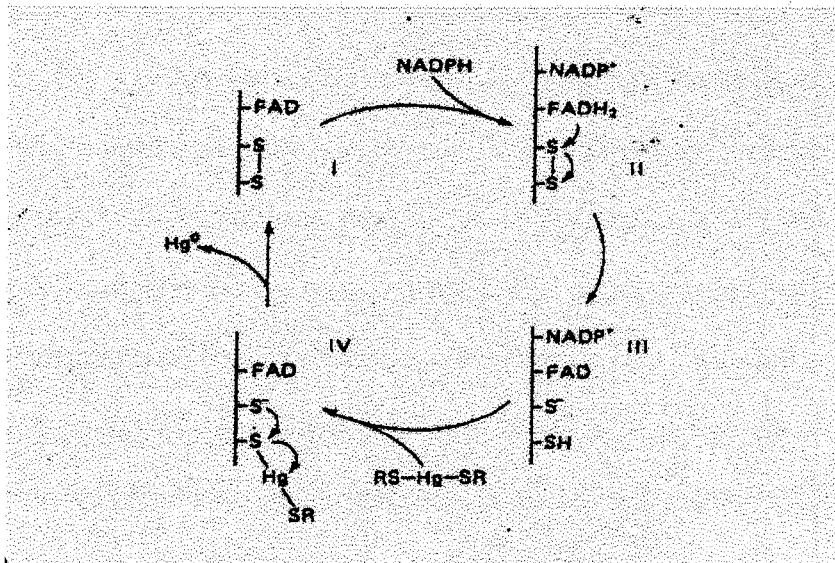 NADPH
FAD
S
S
I
NADP⁺
FADH₂
S
S
II
Hg⁰
IV
FAD
S⁻
S
Hg
SR
RS-Hg-SR
NADP⁺
III
FAD
S⁻
SH